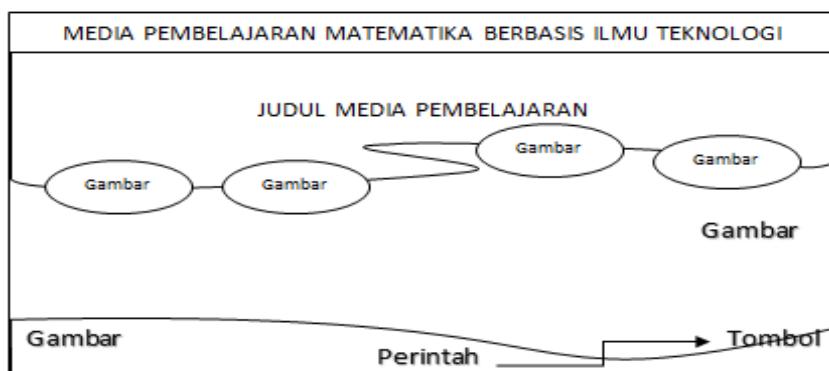 MEDIA PEMBELAJARAN MATEMATIKA BERBASIS ILMU TEKNOLOGI
JUDUL MEDIA PEMBELAJARAN
Gambar
Gambar
Gambar
Gambar
Gambar
Gambar
Perintah
Tombol